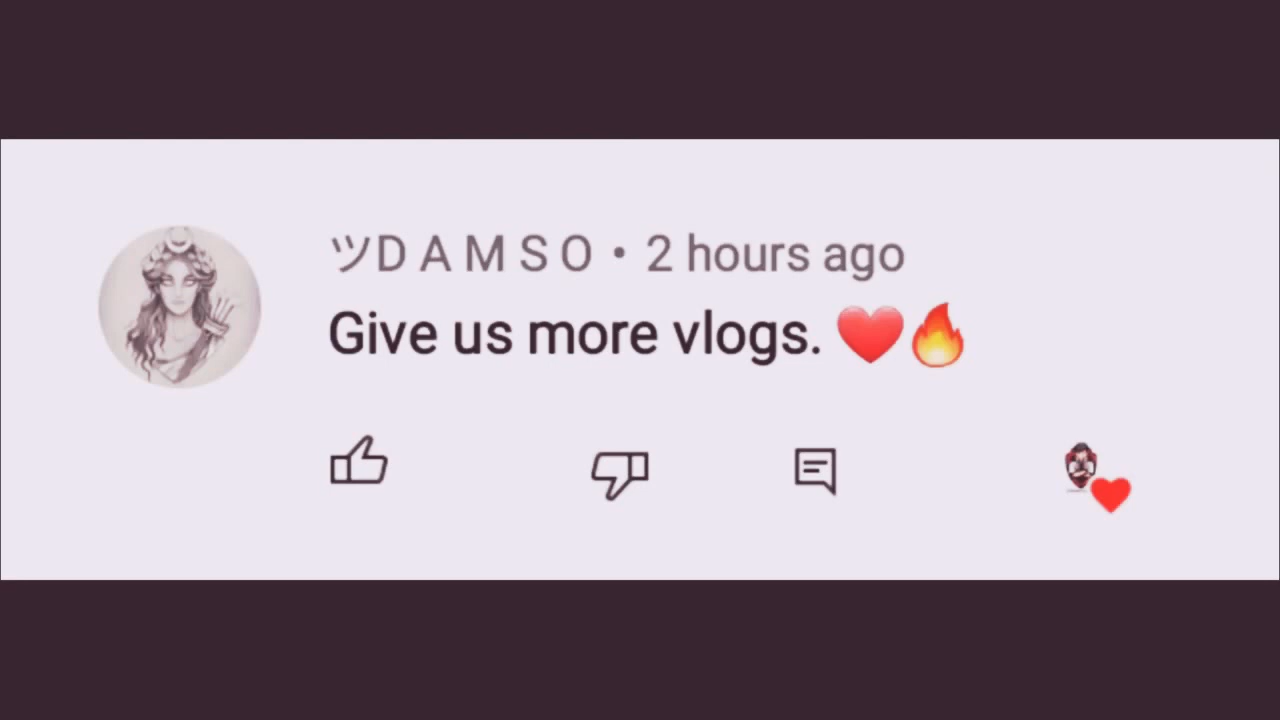 ツD A M S O • 2 hours ago
Give us more vlogs. ❤️🔥